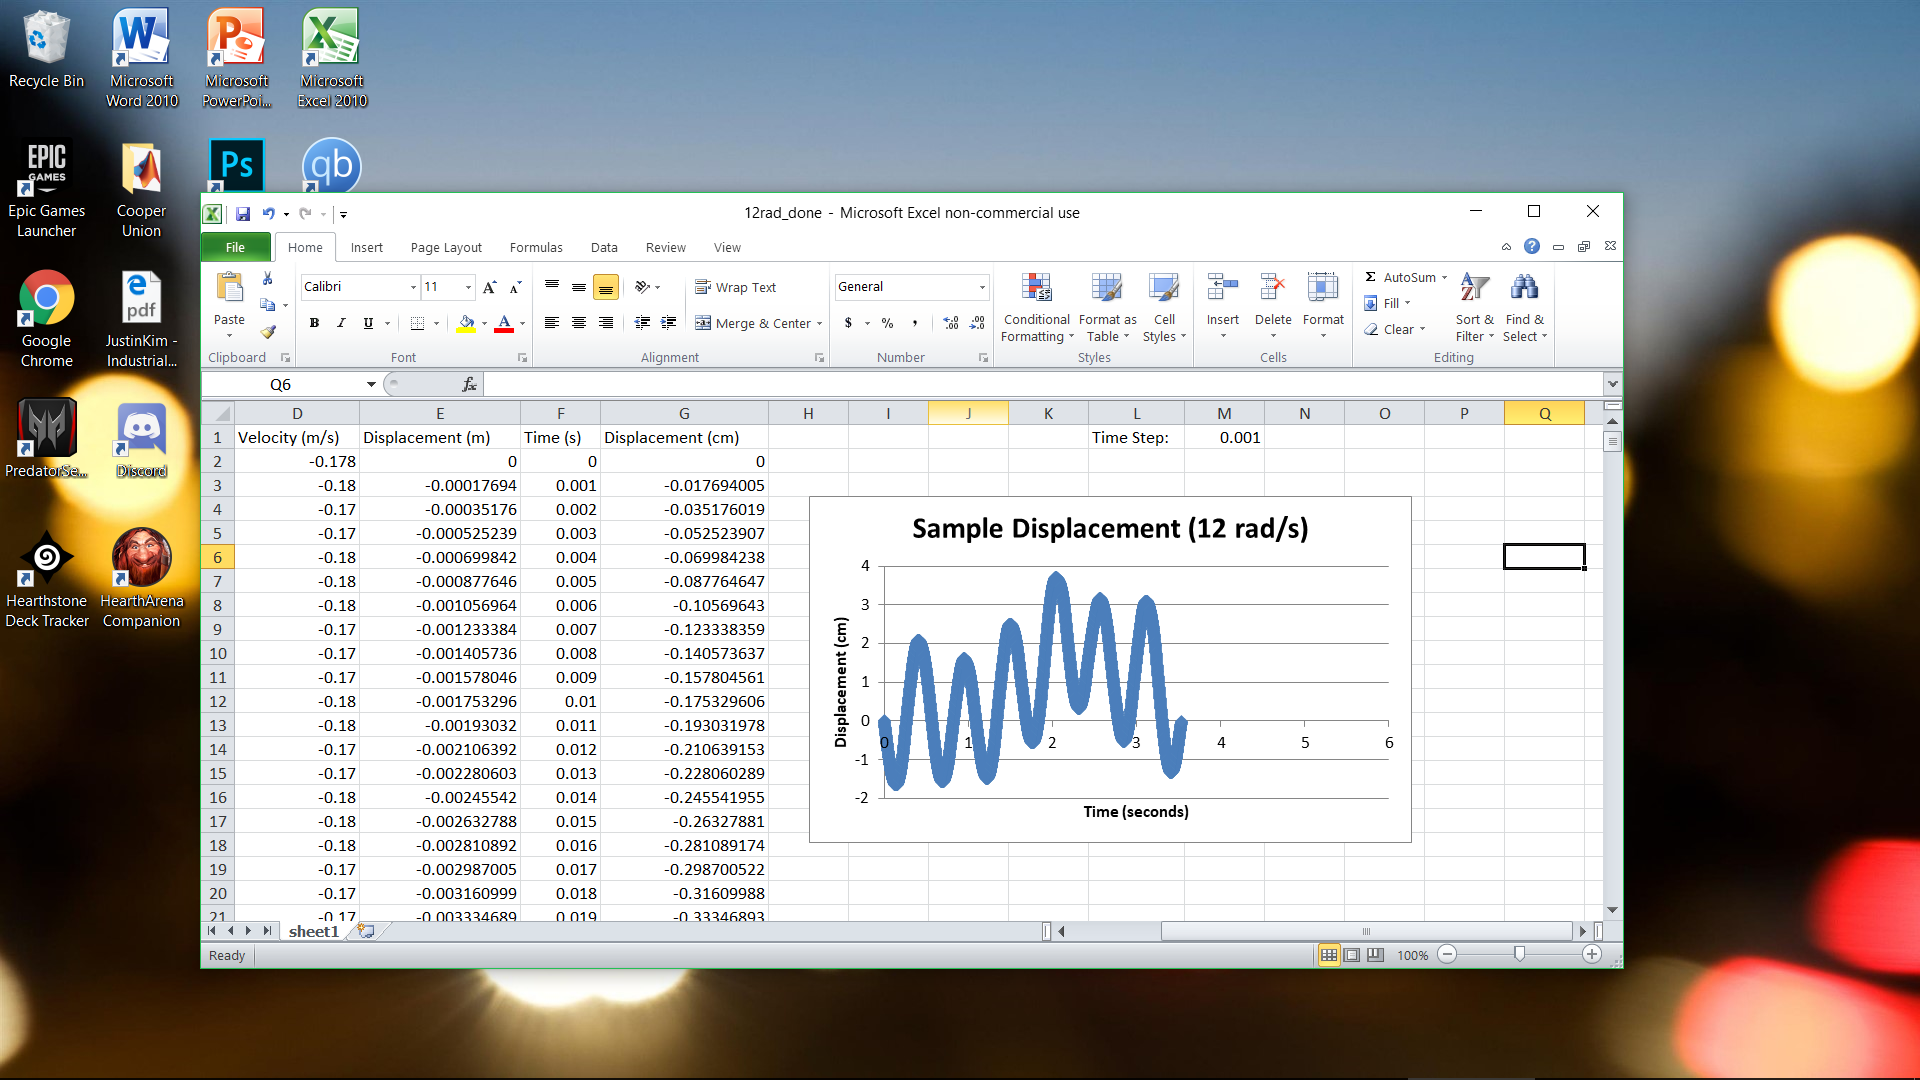 Recycle Bin
Microsoft Word 2010
Microsoft PowerPoi...
Microsoft Excel 2010
EPIC GAMES
Epic Games Launcher
Cooper Union
Ps
qb
Google Chrome
pdf
JustinKim - Industrial...
PredatorSe...
Discord
Hearthstone Deck Tracker
HearthArena Companion
12rad_done - Microsoft Excel non-commercial use
File Home Insert Page Layout Formulas Data Review View
Paste
Clipboard
Calibri 11
B I U
Font
Wrap Text
Merge & Center
Alignment
General
$ % ,
Number
Conditional Formatting
Format as Table
Cell Styles
Styles
Insert Delete Format
Cells
Σ AutoSum
Fill
Clear
Sort & Filter
Find & Select
Editing
Q6 fx
D E F G H I J K L M N O P Q
1 Velocity (m/s) Displacement (m) Time (s) Displacement (cm) Time Step: 0.001
2 -0.178 0 0 0
3 -0.18 -0.00017694 0.001 -0.017694005
4 -0.17 -0.00035176 0.002 -0.035176019
5 -0.17 -0.000525239 0.003 -0.052523907
6 -0.18 -0.000699842 0.004 -0.069984238
7 -0.18 -0.000877646 0.005 -0.087764647
8 -0.18 -0.001056964 0.006 -0.10569643
9 -0.17 -0.001233384 0.007 -0.123338359
10 -0.17 -0.001405736 0.008 -0.140573637
11 -0.17 -0.001578046 0.009 -0.157804561
12 -0.18 -0.001753296 0.01 -0.175329606
13 -0.18 -0.00193032 0.011 -0.193031978
14 -0.17 -0.002106392 0.012 -0.210639153
15 -0.17 -0.002280603 0.013 -0.228060289
16 -0.18 -0.00245542 0.014 -0.245541955
17 -0.18 -0.002632788 0.015 -0.26327881
18 -0.18 -0.002810892 0.016 -0.281089174
19 -0.17 -0.002987005 0.017 -0.298700522
20 -0.17 -0.003160999 0.018 -0.31609988
21 -0.17 -0.003334689 0.019 -0.33346893
Sample Displacement (12 rad/s)
Displacement (cm)
4
3
2
1
0
-1
-2
0 1 2 3 4 5 6
Time (seconds)
sheet1
Ready
100%